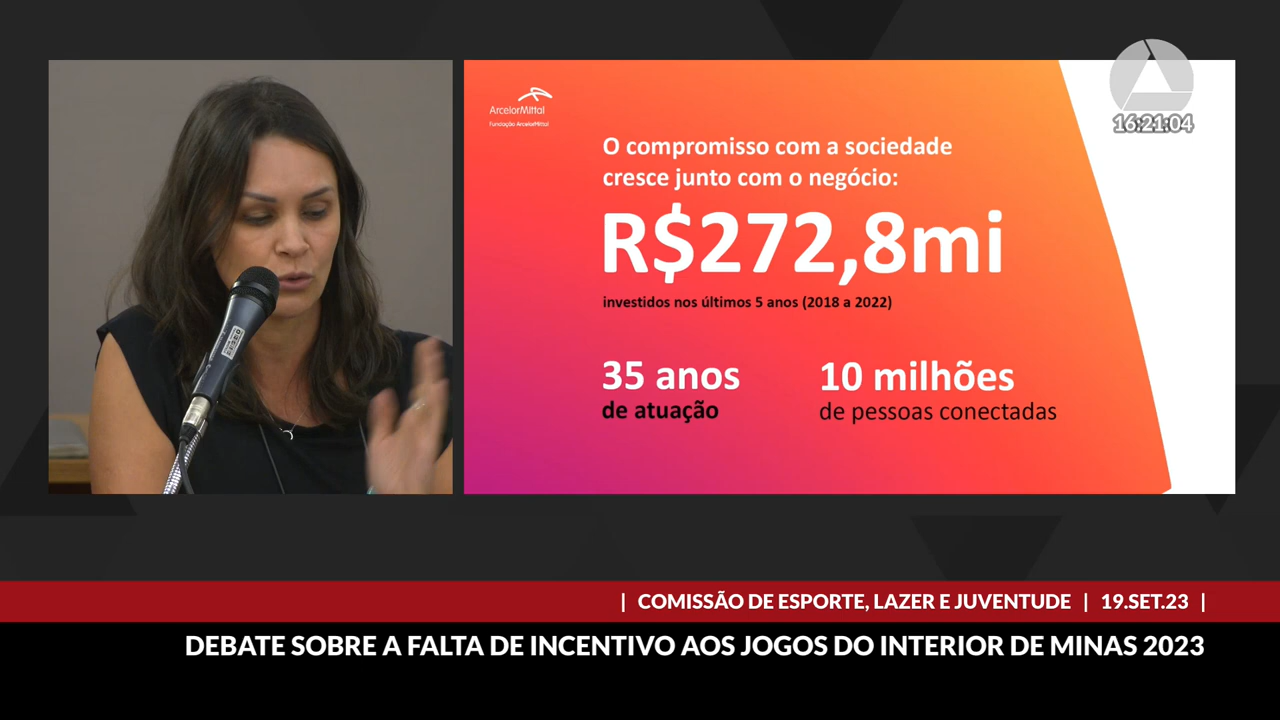 ArcelorMittal
Fundação ArcelorMittal
16:21:04
O compromisso com a sociedade
cresce junto com o negócio:
R$272,8mi
investidos nos últimos 5 anos (2018 a 2022)
35 anos
de atuação
10 milhões
de pessoas conectadas
| COMISSÃO DE ESPORTE, LAZER E JUVENTUDE | 19.SET.23 |
DEBATE SOBRE A FALTA DE INCENTIVO AOS JOGOS DO INTERIOR DE MINAS 2023